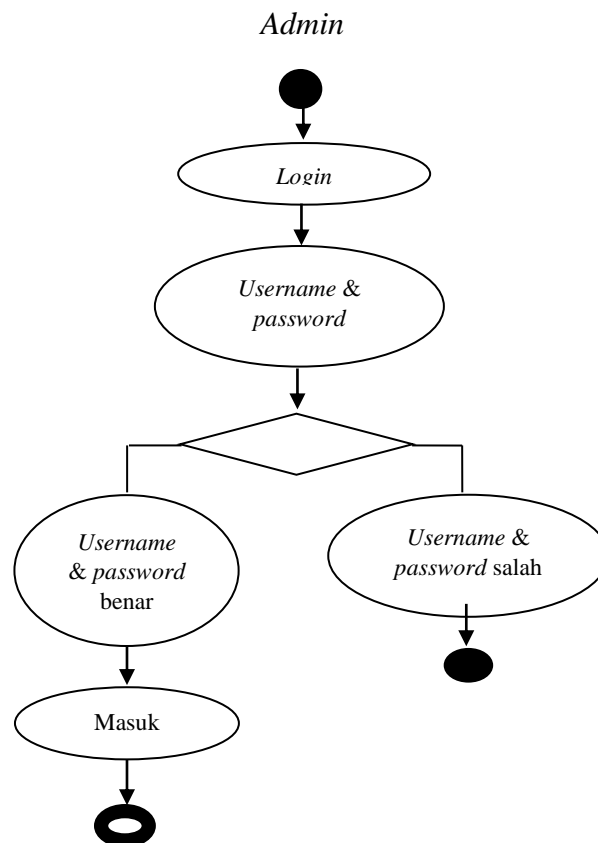 Admin
Login
Username &
password
Username
& password
benar
Username &
password salah
Masuk